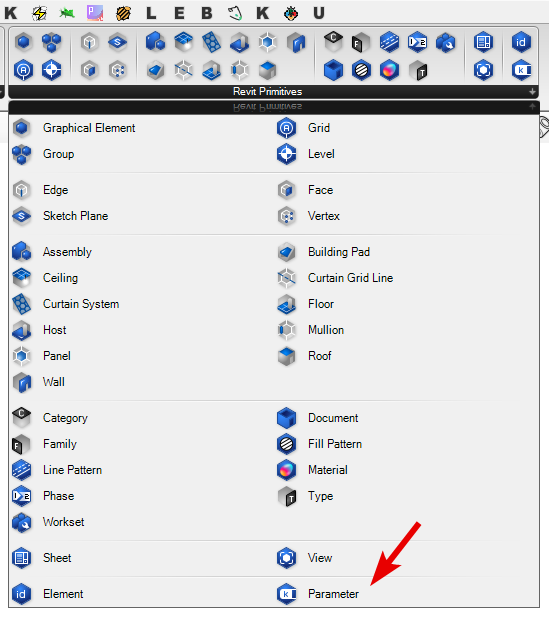 K L E B K U
Revit Primitives
Revit Primitives
Graphical Element Grid
Group Level
Edge Face
Sketch Plane Vertex
Assembly Building Pad
Ceiling Curtain Grid Line
Curtain System Floor
Host Mullion
Panel Roof
Wall
Category Document
Family Fill Pattern
Line Pattern Material
Phase Type
Workset
Sheet View
Element Parameter